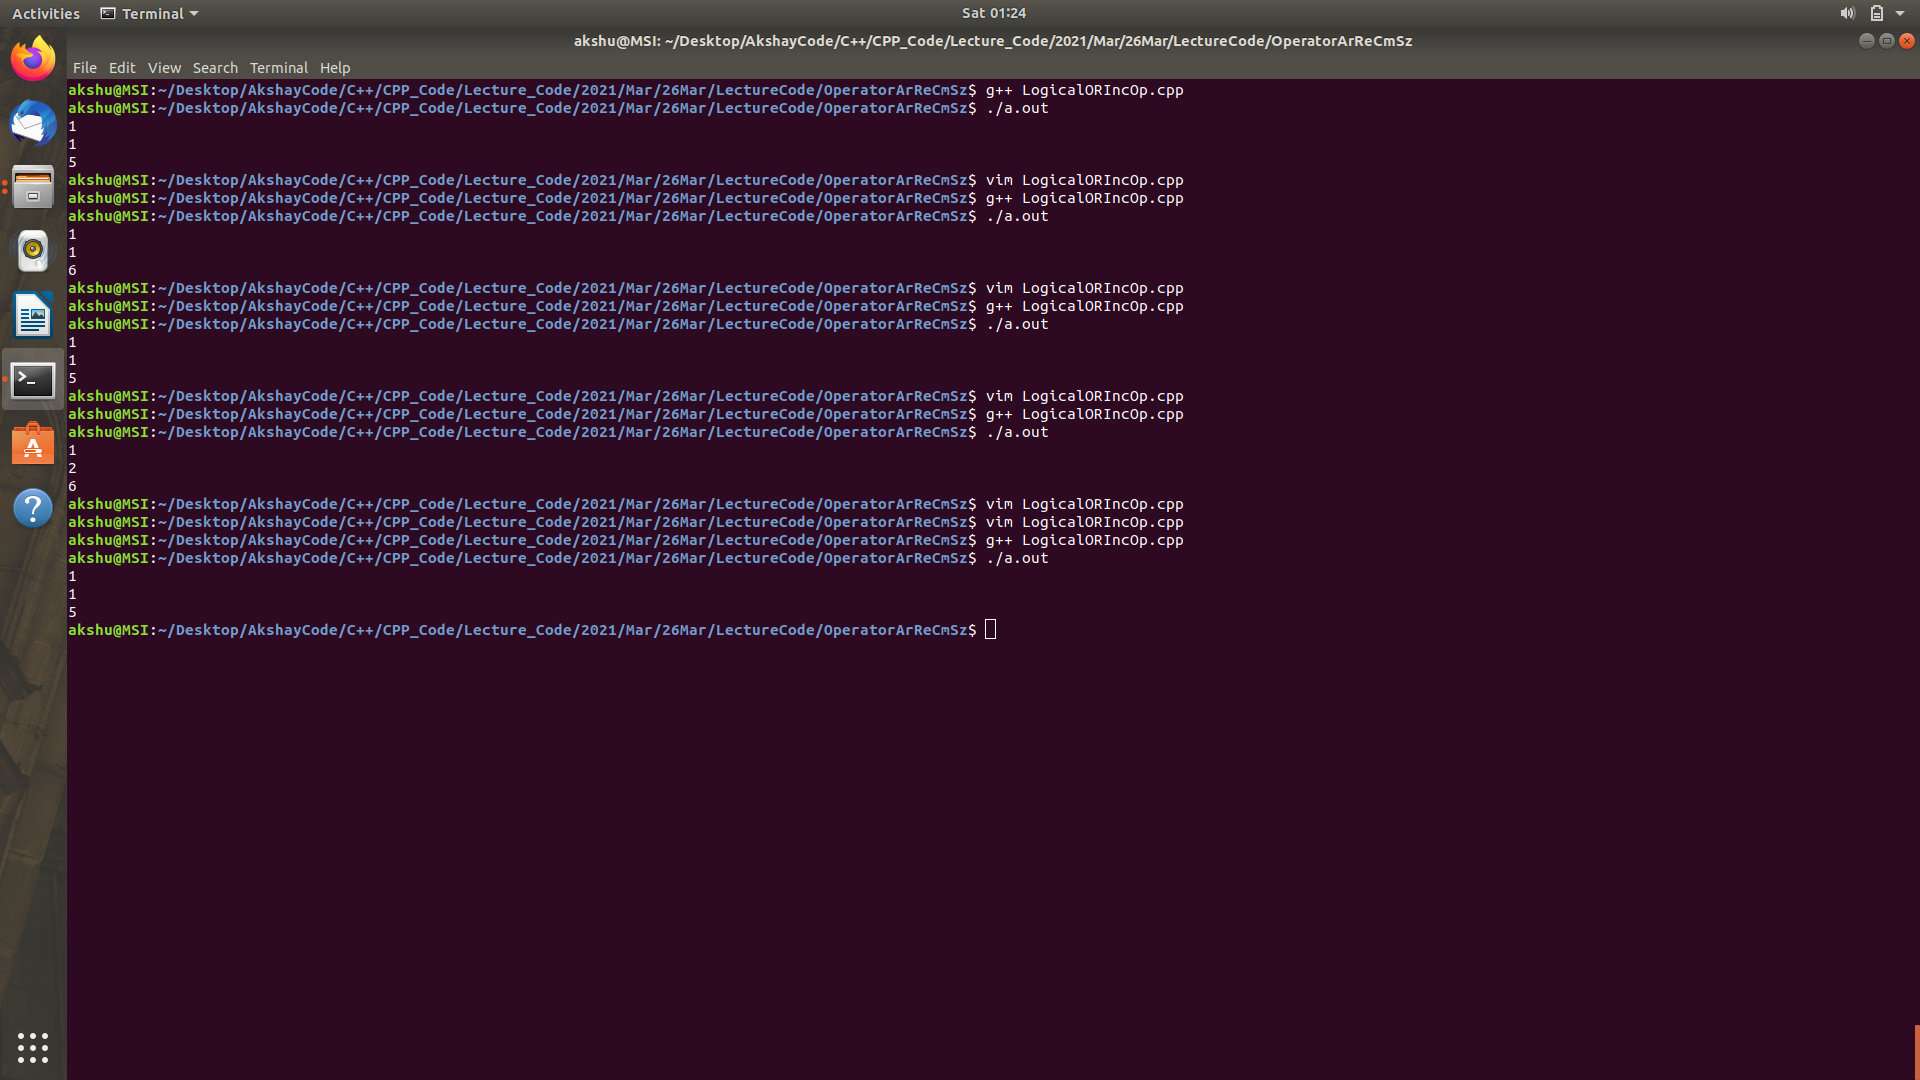 Activities Terminal Sat 01:24
akshu@MSI: ~/Desktop/AkshayCode/C++/CPP_Code/Lecture_Code/2021/Mar/26Mar/LectureCode/OperatorArReCmSz
File Edit View Search Terminal Help
akshu@MSI:~/Desktop/AkshayCode/C++/CPP_Code/Lecture_Code/2021/Mar/26Mar/LectureCode/OperatorArReCmSz$ g++ LogicalORIncOp.cpp
akshu@MSI:~/Desktop/AkshayCode/C++/CPP_Code/Lecture_Code/2021/Mar/26Mar/LectureCode/OperatorArReCmSz$ ./a.out
1
1
5
akshu@MSI:~/Desktop/AkshayCode/C++/CPP_Code/Lecture_Code/2021/Mar/26Mar/LectureCode/OperatorArReCmSz$ vim LogicalORIncOp.cpp
akshu@MSI:~/Desktop/AkshayCode/C++/CPP_Code/Lecture_Code/2021/Mar/26Mar/LectureCode/OperatorArReCmSz$ g++ LogicalORIncOp.cpp
akshu@MSI:~/Desktop/AkshayCode/C++/CPP_Code/Lecture_Code/2021/Mar/26Mar/LectureCode/OperatorArReCmSz$ ./a.out
1
1
6
akshu@MSI:~/Desktop/AkshayCode/C++/CPP_Code/Lecture_Code/2021/Mar/26Mar/LectureCode/OperatorArReCmSz$ vim LogicalORIncOp.cpp
akshu@MSI:~/Desktop/AkshayCode/C++/CPP_Code/Lecture_Code/2021/Mar/26Mar/LectureCode/OperatorArReCmSz$ g++ LogicalORIncOp.cpp
akshu@MSI:~/Desktop/AkshayCode/C++/CPP_Code/Lecture_Code/2021/Mar/26Mar/LectureCode/OperatorArReCmSz$ ./a.out
1
1
5
akshu@MSI:~/Desktop/AkshayCode/C++/CPP_Code/Lecture_Code/2021/Mar/26Mar/LectureCode/OperatorArReCmSz$ vim LogicalORIncOp.cpp
akshu@MSI:~/Desktop/AkshayCode/C++/CPP_Code/Lecture_Code/2021/Mar/26Mar/LectureCode/OperatorArReCmSz$ g++ LogicalORIncOp.cpp
akshu@MSI:~/Desktop/AkshayCode/C++/CPP_Code/Lecture_Code/2021/Mar/26Mar/LectureCode/OperatorArReCmSz$ ./a.out
1
2
6
akshu@MSI:~/Desktop/AkshayCode/C++/CPP_Code/Lecture_Code/2021/Mar/26Mar/LectureCode/OperatorArReCmSz$ vim LogicalORIncOp.cpp
akshu@MSI:~/Desktop/AkshayCode/C++/CPP_Code/Lecture_Code/2021/Mar/26Mar/LectureCode/OperatorArReCmSz$ vim LogicalORIncOp.cpp
akshu@MSI:~/Desktop/AkshayCode/C++/CPP_Code/Lecture_Code/2021/Mar/26Mar/LectureCode/OperatorArReCmSz$ g++ LogicalORIncOp.cpp
akshu@MSI:~/Desktop/AkshayCode/C++/CPP_Code/Lecture_Code/2021/Mar/26Mar/LectureCode/OperatorArReCmSz$ ./a.out
1
1
5
akshu@MSI:~/Desktop/AkshayCode/C++/CPP_Code/Lecture_Code/2021/Mar/26Mar/LectureCode/OperatorArReCmSz$